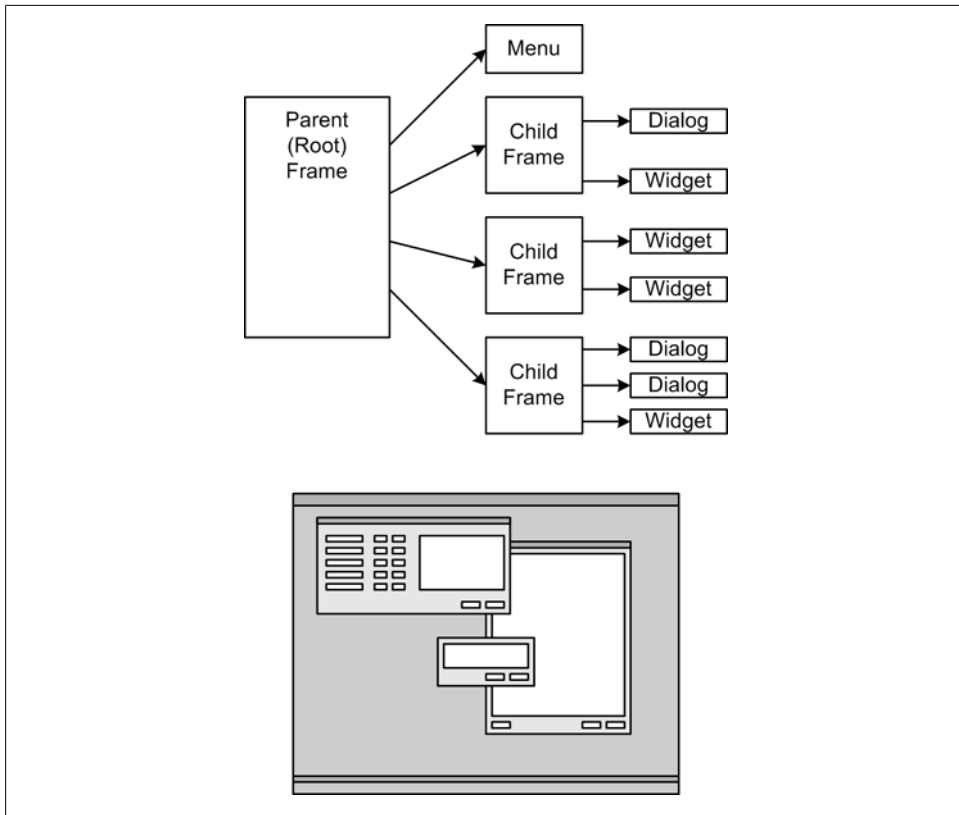 Menu
Parent
(Root)
Frame
Child
Frame
Dialog
Widget
Child
Frame
Widget
Widget
Child
Frame
Dialog
Dialog
Widget